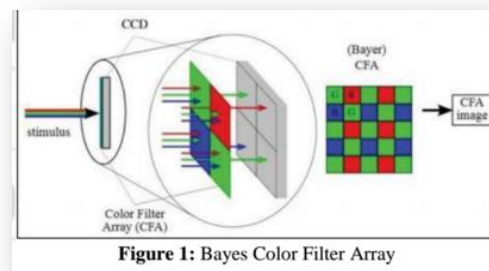 CCD
(Bayer)
CFA
G R
B G
stimulus
CFA
image
Color Filter
Array (CFA)
Figure 1: Bayes Color Filter Array